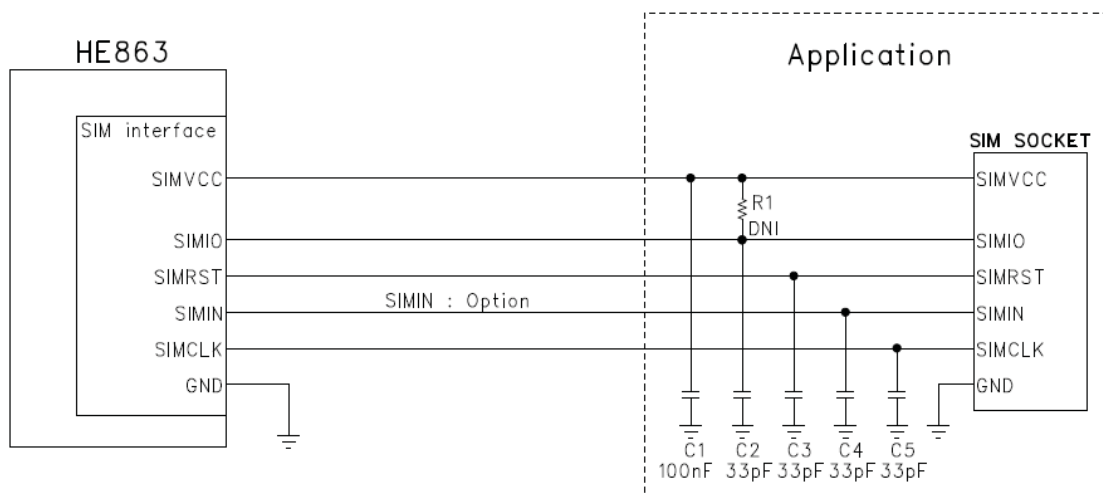 HE863
Application
SIM interface
SIM SOCKET
SIMVCC
SIMVCC
R1
DNI
SIMIO
SIMIO
SIMRST
SIMRST
SIMIN : Option
SIMIN
SIMIN
SIMCLK
SIMCLK
GND
GND
C1 C2 C3 C4 C5
100nF 33pF 33pF 33pF 33pF